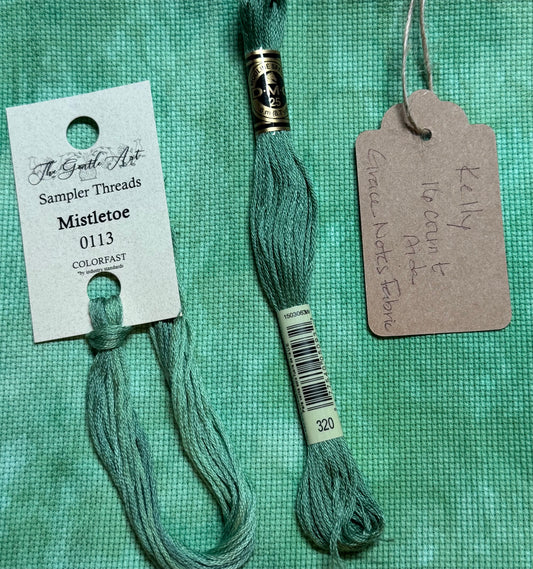 The Gentle Art
Sampler Threads
Mistletoe
0113
COLORFAST
*by industry standards
D·M·C
25
320
Kelly
16 count
Aida
Grace Notes Fabric